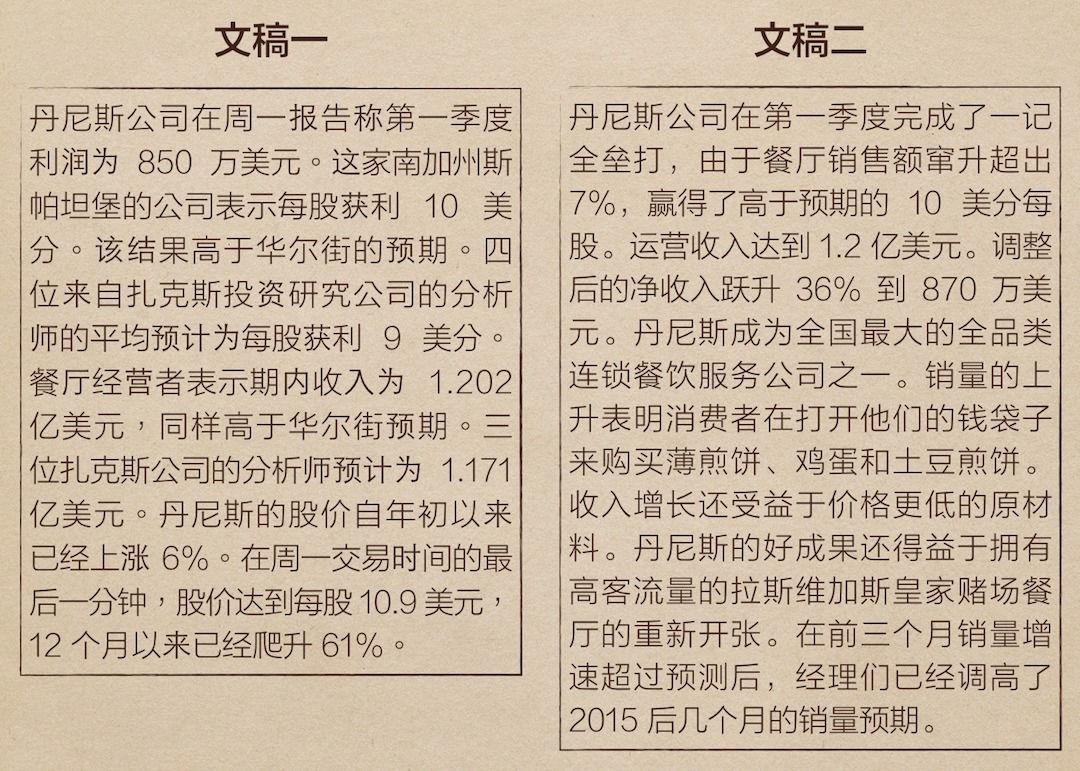 文稿一
丹尼斯公司在周一报告称第一季度
利润为 850 万美元。这家南加州斯
帕坦堡的公司表示每股获利 10 美
分。该结果高于华尔街的预期。四
位来自扎克斯投资研究公司的分析
师的平均预计为每股获利 9 美分。
餐厅经营者表示期内收入为 1.202
亿美元，同样高于华尔街预期。三
位扎克斯公司的分析师预计为 1.171
亿美元。丹尼斯的股价自年初以来
已经上涨 6%。在周一交易时间的最
后一分钟，股价达到每股 10.9 美元，
12 个月以来已经爬升 61%。
文稿二
丹尼斯公司在第一季度完成了一记
全垒打，由于餐厅销售额窜升超出
7%，赢得了高于预期的 10 美分每
股。运营收入达到 1.2 亿美元。调整
后的净收入跃升 36% 到 870 万美
元。丹尼斯成为全国最大的全品类
连锁餐饮服务公司之一。销量的上
升表明消费者在打开他们的钱袋子
来购买薄煎饼、鸡蛋和土豆煎饼。
收入增长还受益于价格更低的原材
料。丹尼斯的好成果还得益于拥有
高客流量的拉斯维加斯皇家赌场餐
厅的重新开张。在前三个月销量增
速超过预测后，经理们已经调高了
2015 后几个月的销量预期。